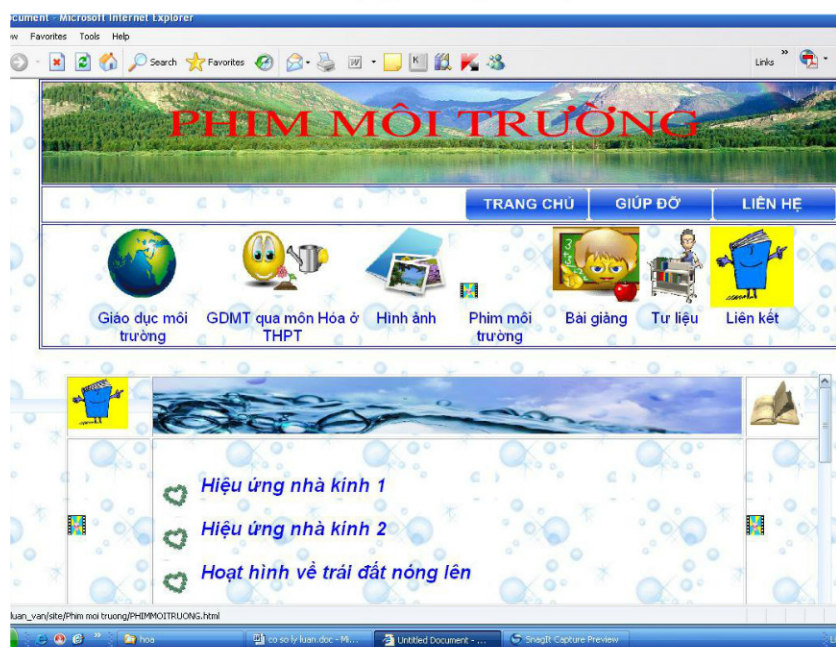 ocument - Microsoft Internet Explorer
ew Favorites Tools Help
Search Favorites Links
PHIM MÔI TRƯỜNG
TRANG CHỦ GIÚP ĐỠ LIÊN HỆ
Giáo dục môi trường
GDMT qua môn Hóa ở THPT
Hình ảnh
Phim môi trường
Bài giảng
Tư liệu
Liên kết
Hiệu ứng nhà kính 1
Hiệu ứng nhà kính 2
Hoạt hình về trái đất nóng lên
luan_van/site/Phim moi truong/PHIMMOITRUONG.html
hoa co so ly luan.doc - Mi... Untitled Document - ... SnagIt Capture Preview